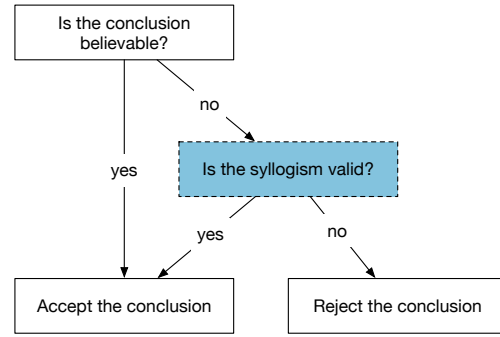 Is the conclusion
believable?
no
Is the syllogism valid?
yes
yes
no
Accept the conclusion
Reject the conclusion